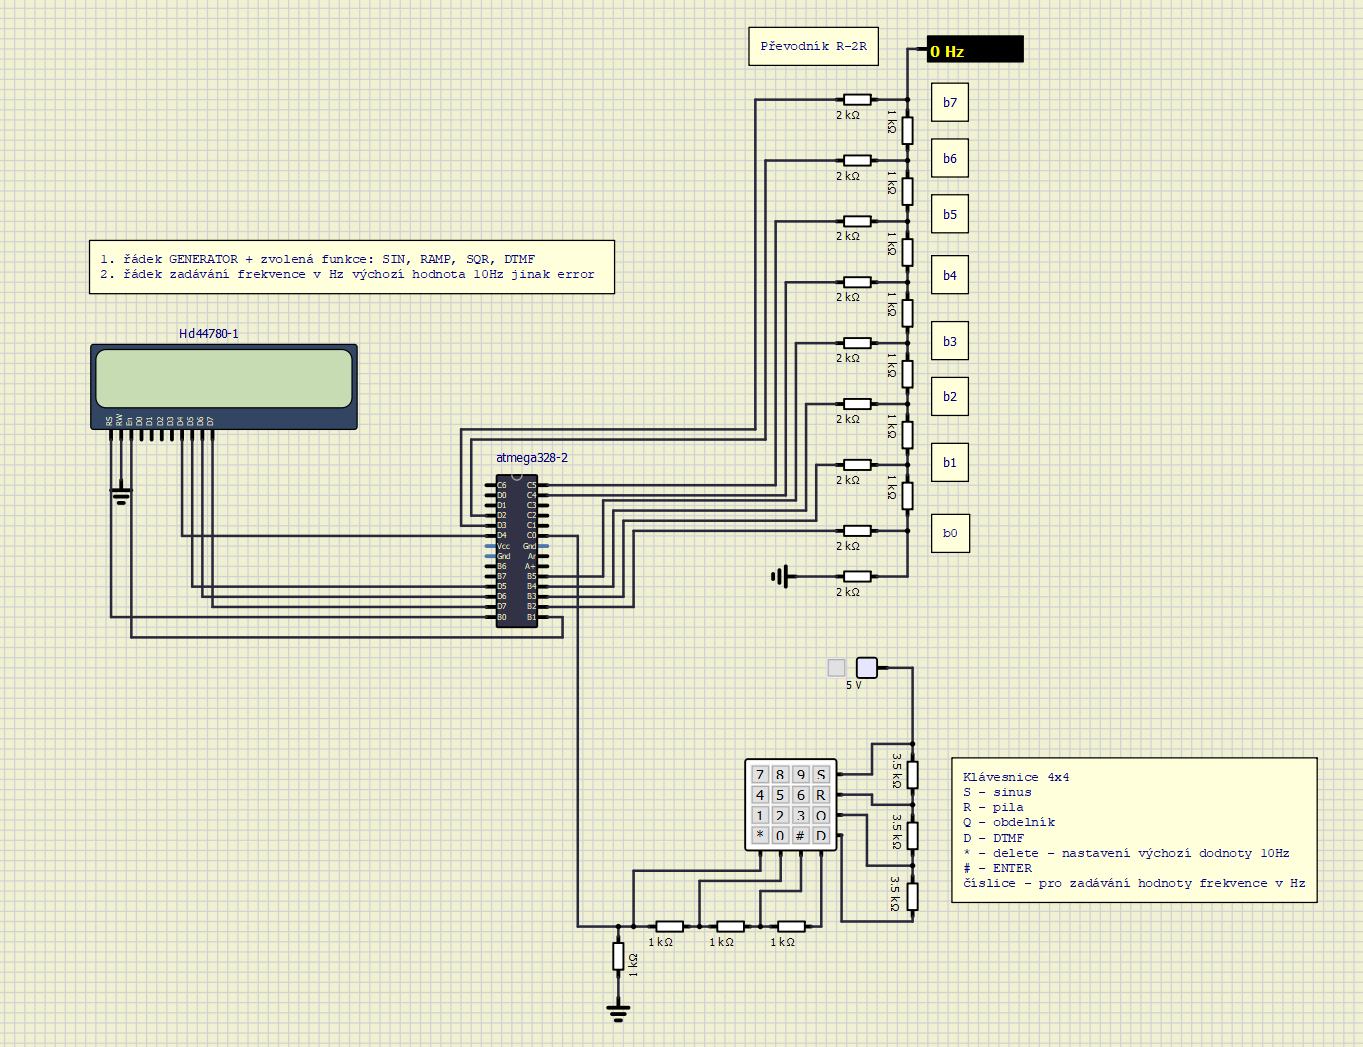 Převodník R-2R
0 Hz
b7
2 kΩ
1 kΩ
b6
2 kΩ
1 kΩ
b5
2 kΩ
1 kΩ
b4
2 kΩ
1 kΩ
b3
2 kΩ
1 kΩ
b2
2 kΩ
1 kΩ
b1
2 kΩ
1 kΩ
b0
2 kΩ
2 kΩ
1. řádek GENERATOR + zvolená funkce: SIN, RAMP, SQR, DTMF
2. řádek zadávání frekvence v Hz výchozí hodnota 10Hz jinak error
Hd44780-1
RS RW En D0 D1 D2 D3 D4 D5 D6 D7
atmega328-2
C6 C5
D0 C4
D1 C3
D2 C2
D3 C1
D4 C0
Vcc Gnd
Gnd Ar
B6 A+
B7 B5
D5 B4
D6 B3
D7 B2
B0 B1
5 V
7 8 9 S
4 5 6 R
1 2 3 Q
* 0 # D
3.5 kΩ
3.5 kΩ
3.5 kΩ
1 kΩ
1 kΩ
1 kΩ
1 kΩ
Klávesnice 4x4
S - sinus
R - pila
Q - obdelník
D - DTMF
* - delete - nastavení výchozí dodnoty 10Hz
# - ENTER
číslice - pro zadávání hodnoty frekvence v Hz